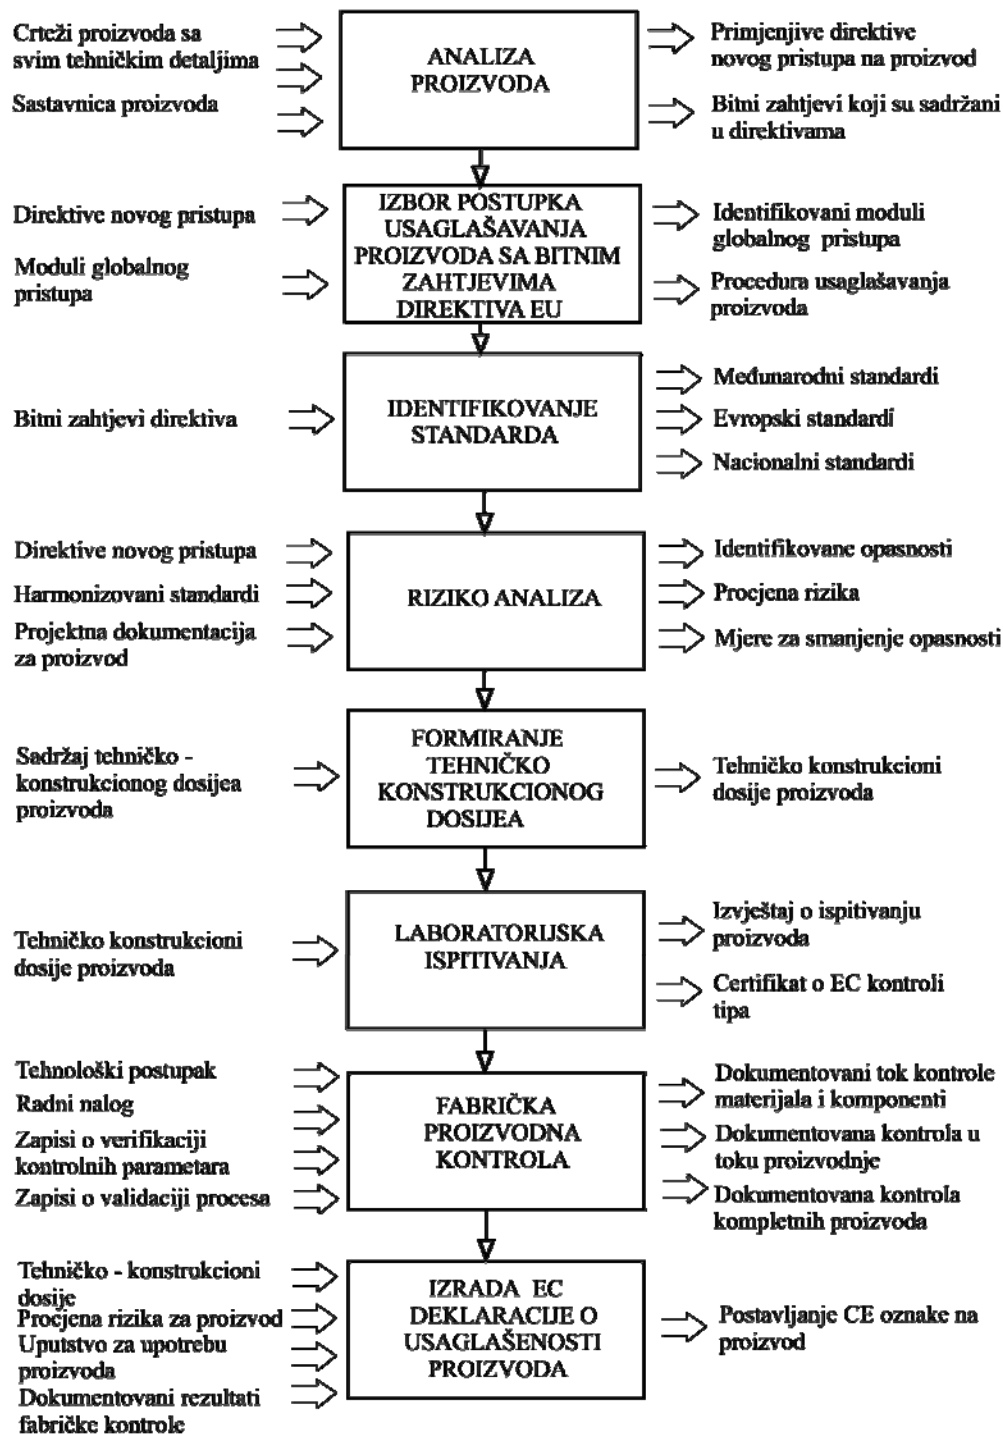 Crteži proizvoda sa
svim tehničkim detaljima
Sastavnica proizvoda
ANALIZA
PROIZVODA
Primjenjive direktive
novog pristupa na proizvod
Bitni zahtjevi koji su sadržani
u direktivama
Direktive novog pristupa
Moduli globalnog
pristupa
IZBOR POSTUPKA
USAGLAŠAVANJA
PROIZVODA SA BITNIM
ZAHTJEVIMA
DIREKTIVA EU
Identifikovani moduli
globalnog pristupa
Procedura usaglašavanja
proizvoda
Bitni zahtjevi direktiva
IDENTIFIKOVANJE
STANDARDA
Međunarodni standardi
Evropski standardi
Nacionalni standardi
Direktive novog pristupa
Harmonizovani standardi
Projektna dokumentacija
za proizvod
RIZIKO ANALIZA
Identifikovane opasnosti
Procjena rizika
Mjere za smanjenje opasnosti
Sadržaj tehničko -
konstrukcionog dosijea
proizvoda
FORMIRANJE
TEHNIČKO
KONSTRUKCIONOG
DOSIJEA
Tehničko konstrukcioni
dosije proizvoda
Tehničko konstrukcioni
dosije proizvoda
LABORATORIJSKA
ISPITIVANJA
Izvještaj o ispitivanju
proizvoda
Certifikat o EC kontroli
tipa
Tehnološki postupak
Radni nalog
Zapisi o verifikaciji
kontrolnih parametara
Zapisi o validaciji procesa
FABRIČKA
PROIZVODNA
KONTROLA
Dokumentovani tok kontrole
materijala i komponenti
Dokumentovana kontrola u
toku proizvodnje
Dokumentovana kontrola
kompletnih proizvoda
Tehničko - konstrukcioni
dosije
Procjena rizika za proizvod
Uputstvo za upotrebu
proizvoda
Dokumentovani rezultati
fabričke kontrole
IZRADA EC
DEKLARACIJE O
USAGLAŠENOSTI
PROIZVODA
Postavljanje CE oznake na
proizvod